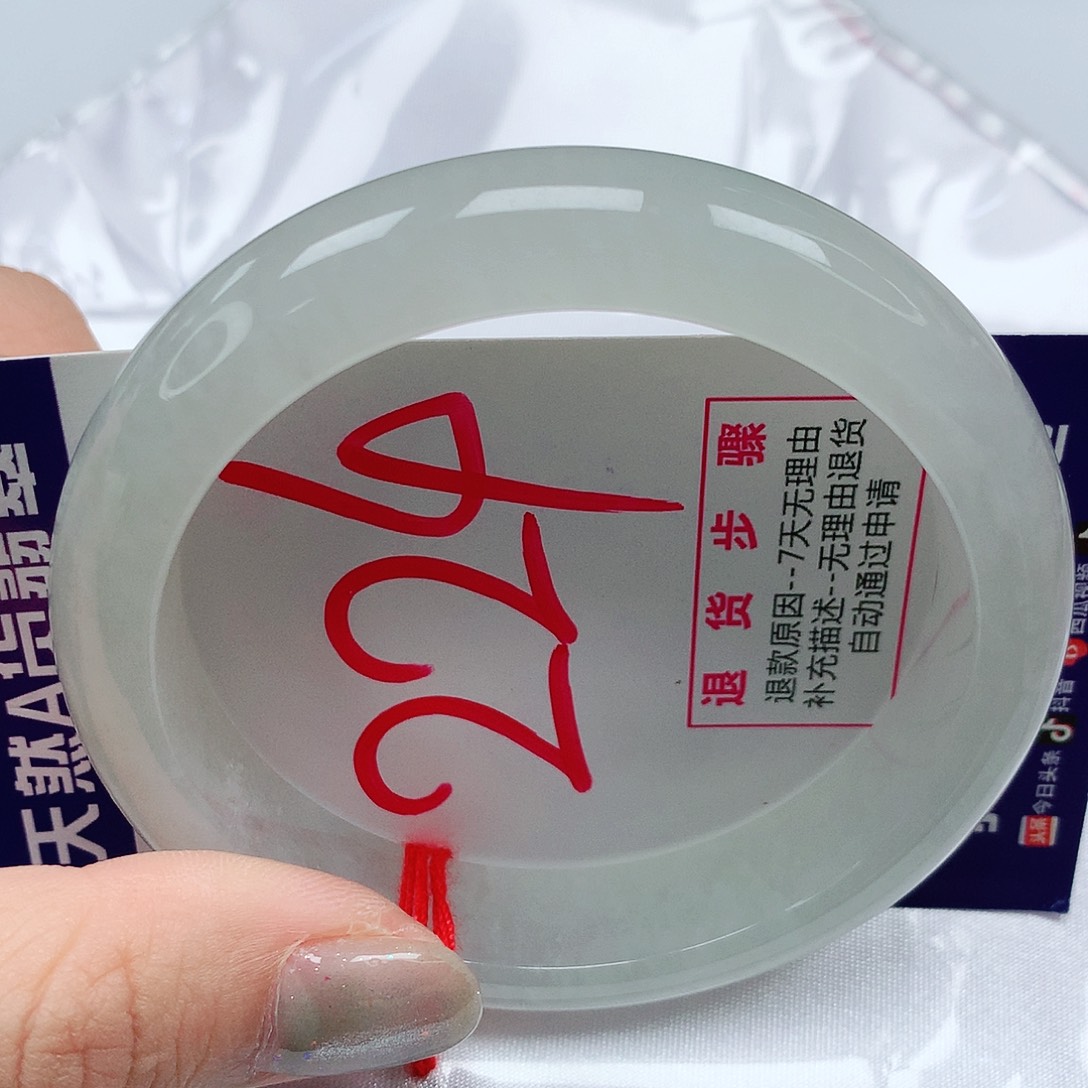 天然A货翡翠
退货步骤
退款原因--7天无理由
补充描述--无理由退货
自动通过申请
头条 今日头条 抖音 西瓜视频